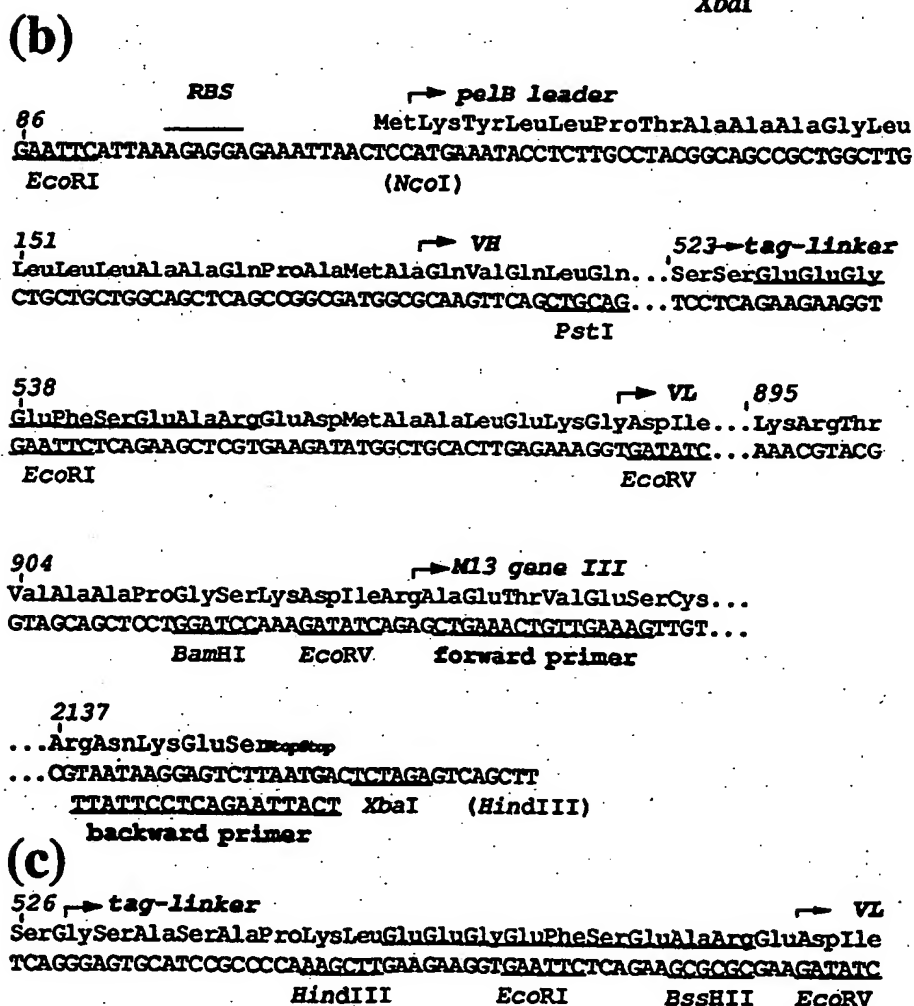 XbaI
(b)
RBS pelB leader
86 MetLysTyrLeuLeuProThrAlaAlaAlaGlyLeu
GAATTCATTAAAGAGGAGAAATTAACTCCATGAAATACCTCTTGCCTACGGCAGCCGCTGGCTTG
EcoRI (NcoI)
151 VH 523 tag-linker
LeuLeuLeuAlaAlaGlnProAlaMetAlaGlnValGlnLeuGln...SerSerGluGluGly
CTGCTGCTGGCAGCTCAGCCGGCGATGGCGCAAGTTCAGCTGCAG...TCCTCAGAAGAAGGT
PstI
538 VL 895
GluPheSerGluAlaArgGluAspMetAlaAlaLeuGluLysGlyAspIle...LysArgThr
GAATTCTCAGAAGCTCGTGAAGATATGGCTGCACTTGAGAAAGGTGATATC...AAACGTACG
EcoRI EcoRV
904 M13 gene III
ValAlaAlaProGlySerLysAspIleArgAlaGluThrValGluSerCys...
GTAGCAGCTCCTGGATCCAAAGATATCAGAGCTGAAACTGTTGAAAGTTGT...
BamHI EcoRV forward primer
2137
...ArgAsnLysGluSerStopStop
...CGTAATAAGGAGTCTTAATGACTCTAGAGTCAGCTT
TTATTCCTCAGAATTACT XbaI (HindIII)
backward primer
(c)
526 tag-linker VL
SerGlySerAlaSerAlaProLysLeuGluGluGlyGluPheSerGluAlaArgGluAspIle
TCAGGGAGTGCATCCGCCCCAAAGCTTGAAGAAGGTGAATTCTCAGAAGCGCGCGAAGATATC
HindIII EcoRI BssHII EcoRV